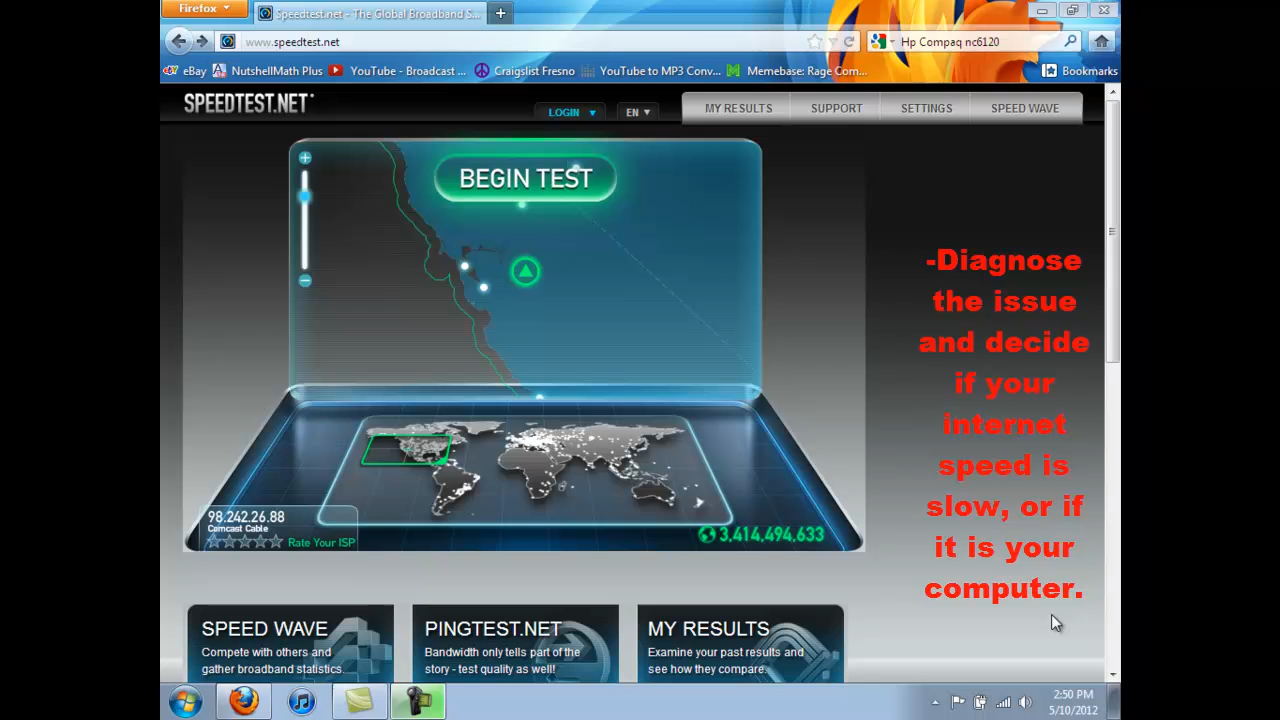 Firefox
Speedtest.net - The Global Broadband S...
www.speedtest.net
Hp Compaq nc6120
eBay
NutshellMath Plus
YouTube - Broadcast ...
Craigslist Fresno
YouTube to MP3 Conv...
Memebase: Rage Com...
Bookmarks
SPEEDTEST.NET
LOGIN
EN
MY RESULTS
SUPPORT
SETTINGS
SPEED WAVE
BEGIN TEST
-Diagnose
the issue
and decide
if your
internet
speed is
slow, or if
it is your
computer.
98.242.26.88
Comcast Cable
Rate Your ISP
3,414,494,633
SPEED WAVE
Compete with others and
gather broadband statistics.
PINGTEST.NET
Bandwidth only tells part of the
story - test quality as well!
MY RESULTS
Examine your past results and
see how they compare.
2:50 PM
5/10/2012